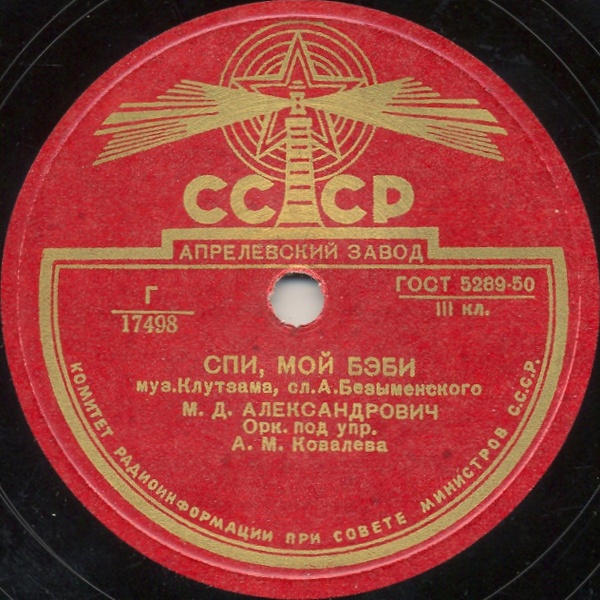 СССР
АПРЕЛЕВСКИЙ ЗАВОД
Г
17498
ГОСТ 5289-50
III кл.
СПИ, МОЙ БЭБИ
муз.Клутзама, сл.А.Безыменского
М. Д. АЛЕКСАНДРОВИЧ
Орк. под упр.
А. М. Ковалева
КОМИТЕТ РАДИОИНФОРМАЦИИ ПРИ СОВЕТЕ МИНИСТРОВ С.С.С.Р.